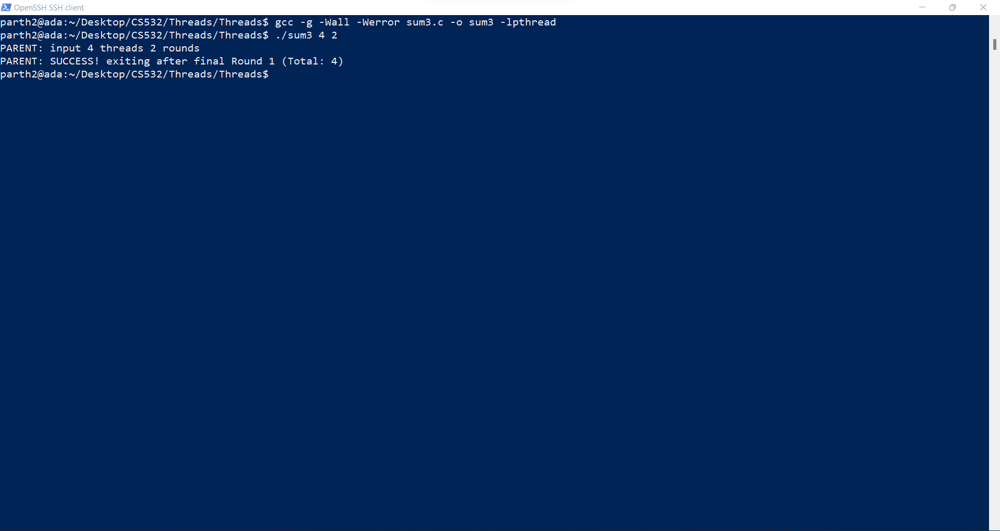 OpenSSH SSH client
parth2@ada:~/Desktop/CS532/Threads/Threads$ gcc -g -Wall -Werror sum3.c -o sum3 -lpthread
parth2@ada:~/Desktop/CS532/Threads/Threads$ ./sum3 4 2
PARENT: input 4 threads 2 rounds
PARENT: SUCCESS! exiting after final Round 1 (Total: 4)
parth2@ada:~/Desktop/CS532/Threads/Threads$